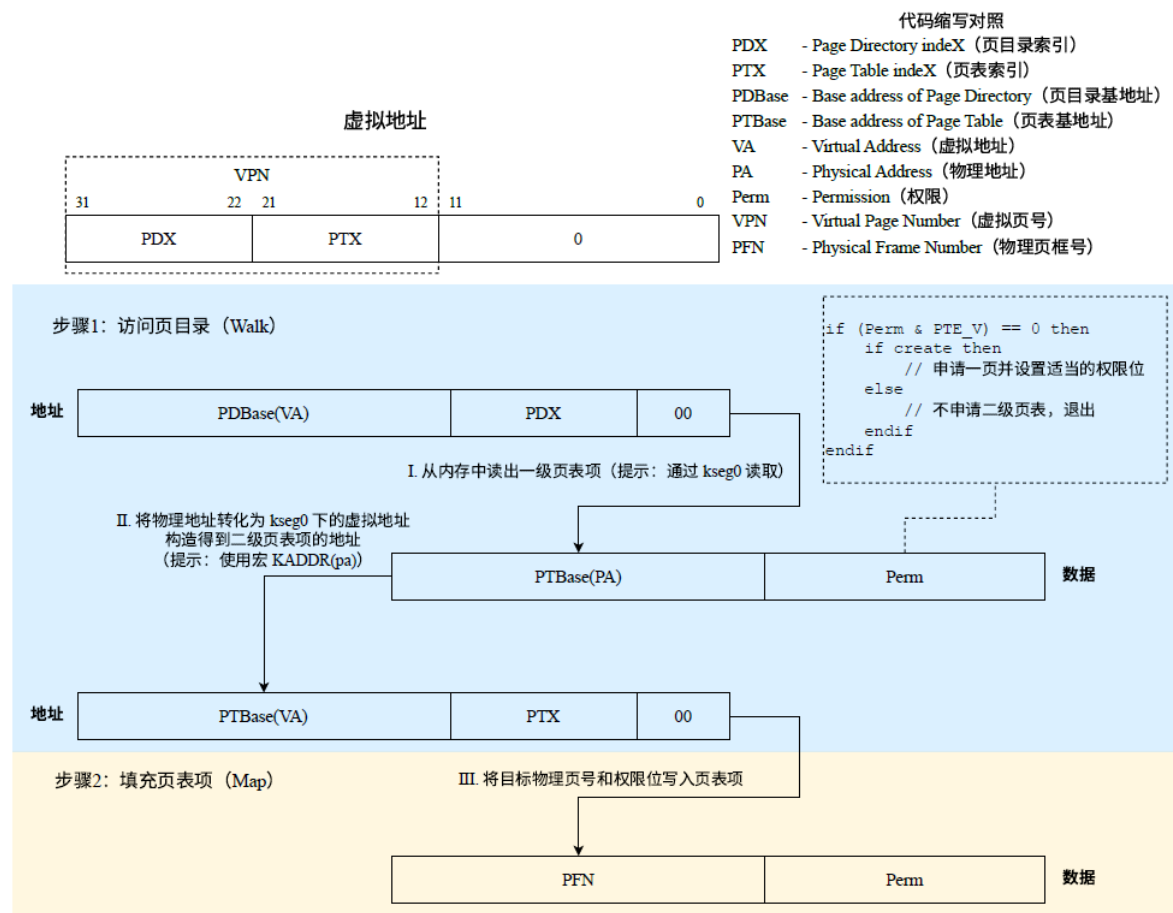 代码缩写对照
PDX - Page Directory indeX（页目录索引）
PTX - Page Table indeX（页表索引）
PDBase - Base address of Page Directory（页目录基地址）
PTBase - Base address of Page Table（页表基地址）
VA - Virtual Address（虚拟地址）
PA - Physical Address（物理地址）
Perm - Permission（权限）
VPN - Virtual Page Number（虚拟页号）
PFN - Physical Frame Number（物理页框号）
虚拟地址
VPN
31 22 21 12 11 0
PDX PTX 0
步骤1：访问页目录（Walk）
if (Perm & PTE_V) == 0 then
if create then
// 申请一页并设置适当的权限位
else
// 不申请二级页表，退出
endif
endif
地址 PDBase(VA) PDX 00
I. 从内存中读出一级页表项（提示：通过 kseg0 读取）
II. 将物理地址转化为 kseg0 下的虚拟地址
构造得到二级页表项的地址
（提示：使用宏 KADDR(pa)）
PTBase(PA) Perm 数据
地址 PTBase(VA) PTX 00
步骤2：填充页表项（Map）
III. 将目标物理页号和权限位写入页表项
PFN Perm 数据